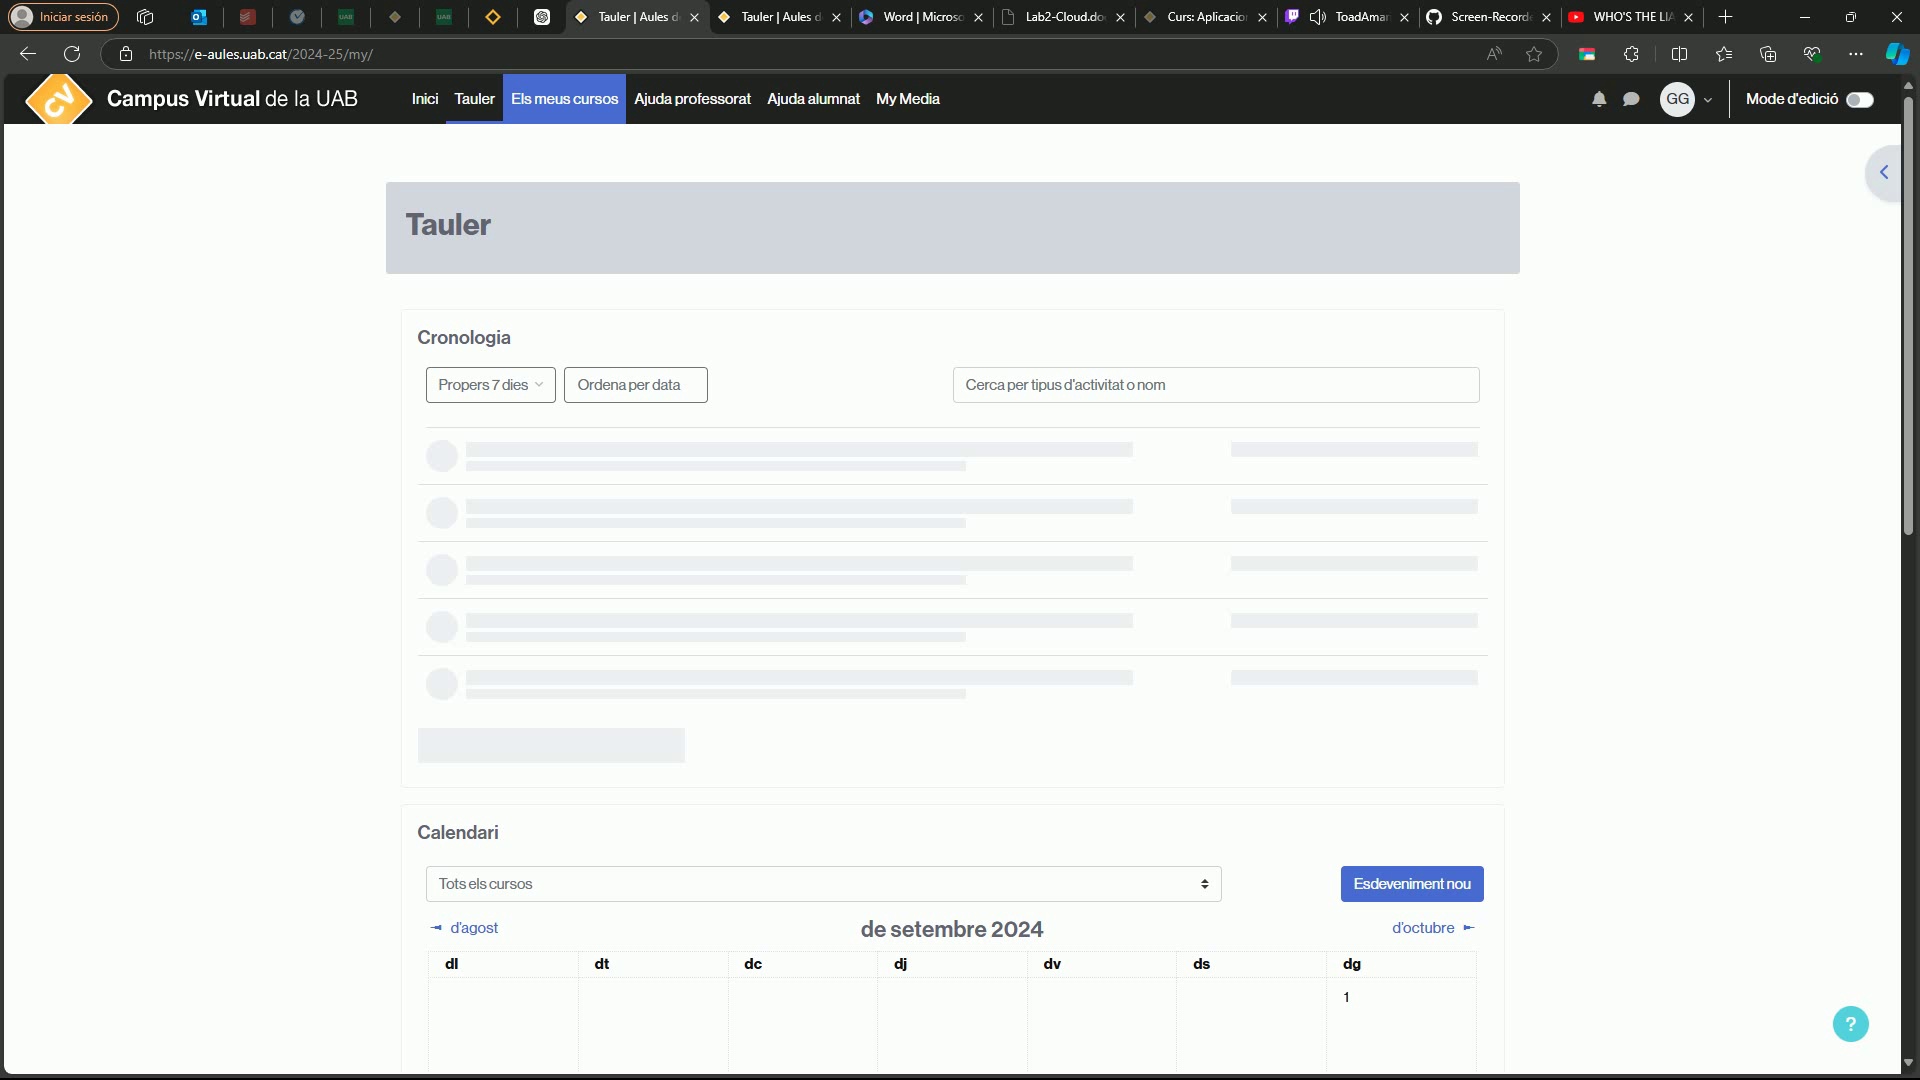 Iniciar sesión
Tauler | Aules d
Tauler | Aules d
Word | Microso
Lab2-Cloud.do
Curs: Aplicacio
ToadAma
Screen-Record
WHO'S THE LIA
https://e-aules.uab.cat/2024-25/my/
CV
Campus Virtual de la UAB
Inici
Tauler
Els meus cursos
Ajuda professorat
Ajuda alumnat
My Media
GG
Mode d'edició
Tauler
Cronologia
Propers 7 dies
Ordena per data
Cerca per tipus d'activitat o nom
Calendari
Tots els cursos
Esdeveniment nou
d'agost
de setembre 2024
d'octubre
dl dt dc dj dv ds dg
1
?